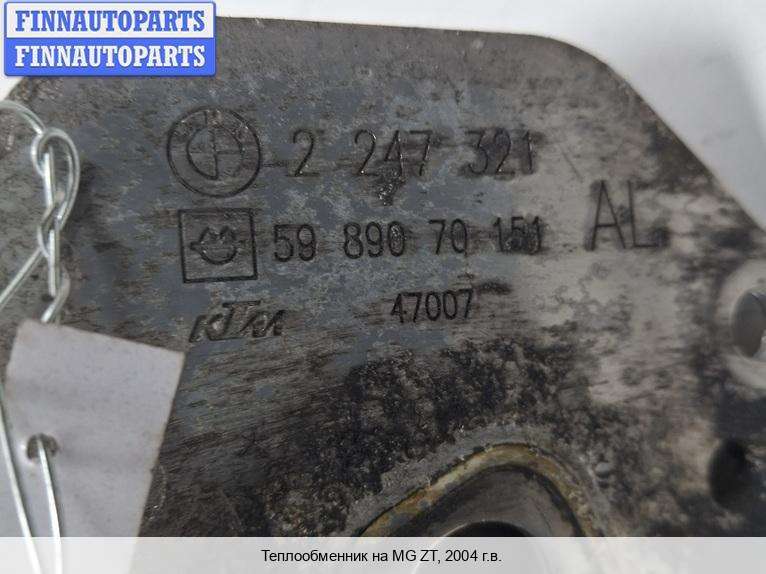 FINNAUTOPARTS
FINNAUTOPARTS
2 247 321
59 890 70 151 AL
KTM 47007
Теплообменник на MG ZT, 2004 г.в.